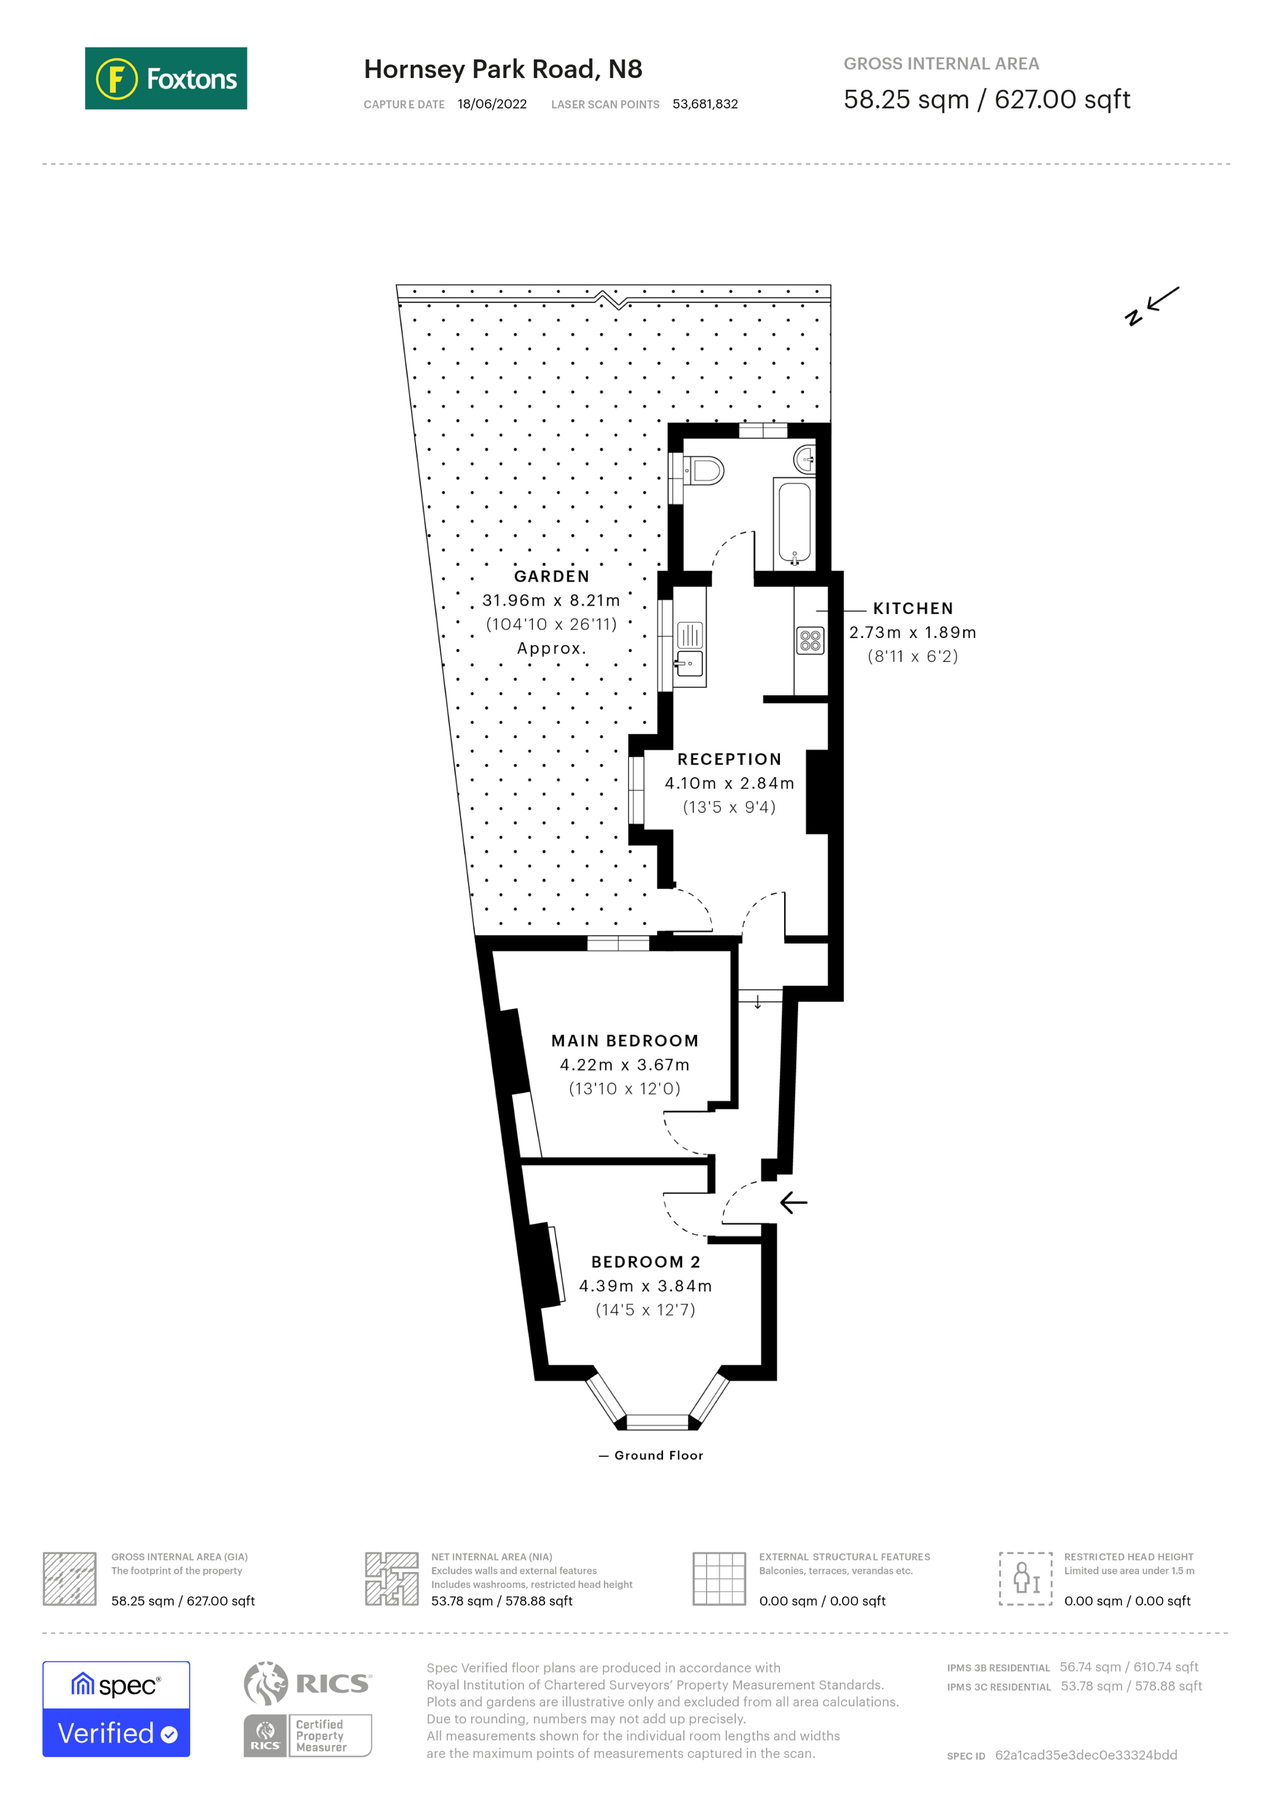 Foxtons
Hornsey Park Road, N8
CAPTURE DATE 18/06/2022 LASER SCAN POINTS 53,681,832
GROSS INTERNAL AREA
58.25 sqm / 627.00 sqft
N
GARDEN
31.96m x 8.21m
(104'10 x 26'11)
Approx.
KITCHEN
2.73m x 1.89m
(8'11 x 6'2)
RECEPTION
4.10m x 2.84m
(13'5 x 9'4)
MAIN BEDROOM
4.22m x 3.67m
(13'10 x 12'0)
BEDROOM 2
4.39m x 3.84m
(14'5 x 12'7)
— Ground Floor
GROSS INTERNAL AREA (GIA)
The footprint of the property
58.25 sqm / 627.00 sqft
NET INTERNAL AREA (NIA)
Excludes walls and external features
Includes washrooms, restricted head height
53.78 sqm / 578.88 sqft
EXTERNAL STRUCTURAL FEATURES
Balconies, terraces, verandas etc.
0.00 sqm / 0.00 sqft
RESTRICTED HEAD HEIGHT
Limited use area under 1.5 m
0.00 sqm / 0.00 sqft
spec®
Verified
RICS
RICS
Certified
Property
Measurer
Spec Verified floor plans are produced in accordance with
Royal Institution of Chartered Surveyors' Property Measurement Standards.
Plots and gardens are illustrative only and excluded from all area calculations.
Due to rounding, numbers may not add up precisely.
All measurements shown for the individual room lengths and widths
are the maximum points of measurements captured in the scan.
IPMS 3B RESIDENTIAL 56.74 sqm / 610.74 sqft
IPMS 3C RESIDENTIAL 53.78 sqm / 578.88 sqft
SPEC ID 62a1cad35e3dec0e33324bdd